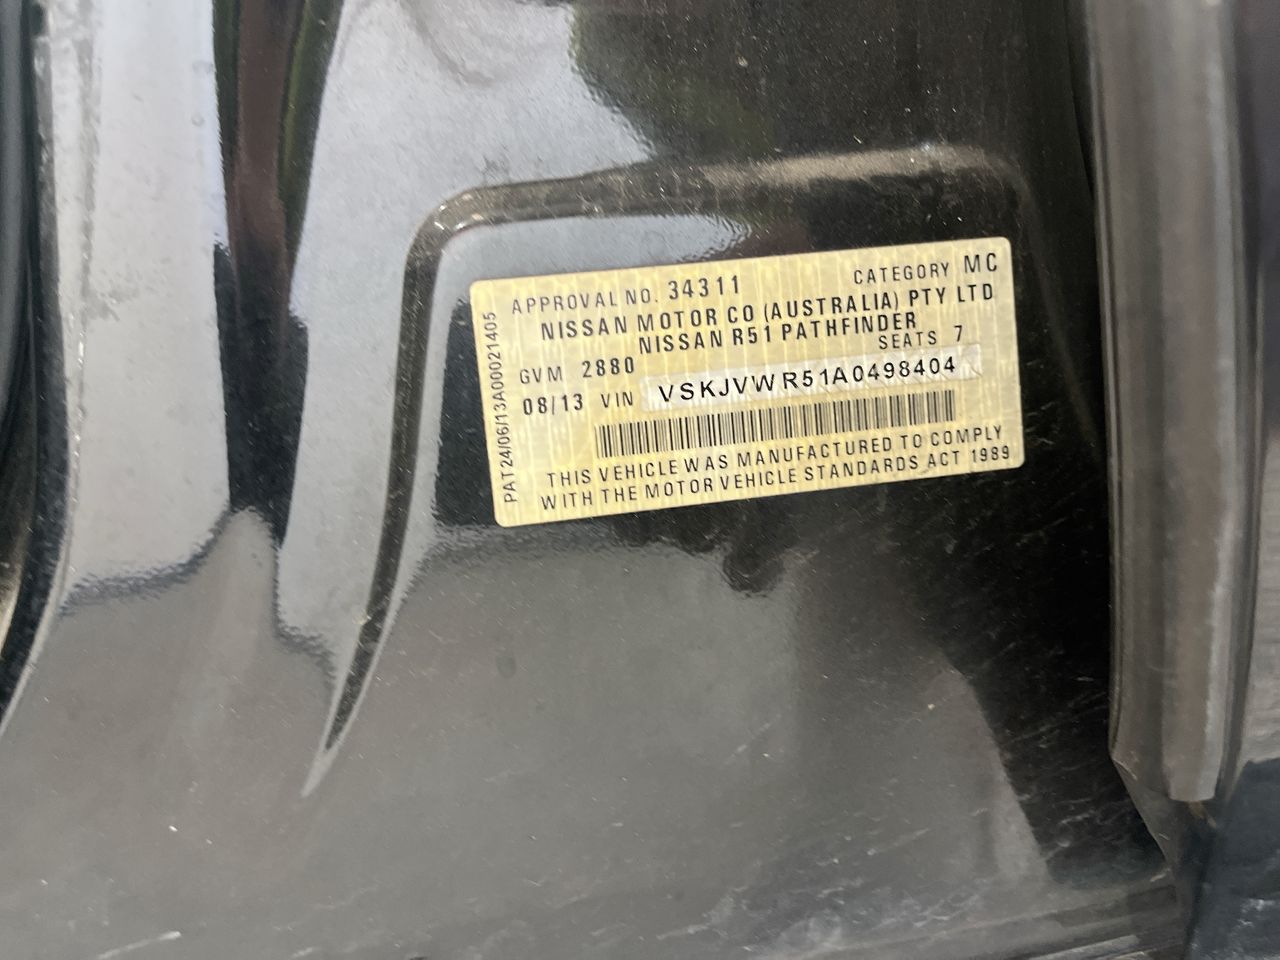 APPROVAL NO. 34311 CATEGORY MC
NISSAN MOTOR CO (AUSTRALIA) PTY LTD
NISSAN R51 PATHFINDER
GVM 2880 SEATS 7
08/13 VIN VSKJVWR51A0498404
THIS VEHICLE WAS MANUFACTURED TO COMPLY
WITH THE MOTOR VEHICLE STANDARDS ACT 1989
PAT24/06/13A00021405